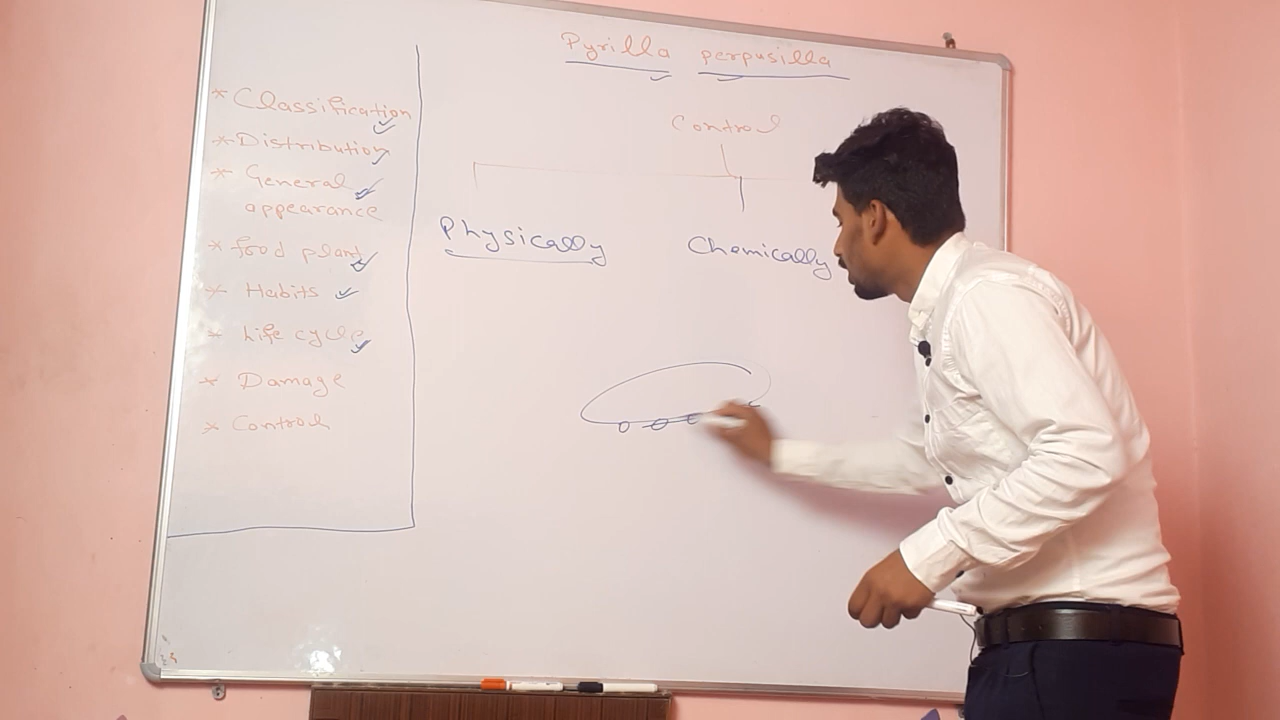 Pyrilla perpusilla
* Classification
* Distribution
* General
appearance
* food plant
* Habits
* Life cycle
* Damage
* Control
Control
Physically
Chemically